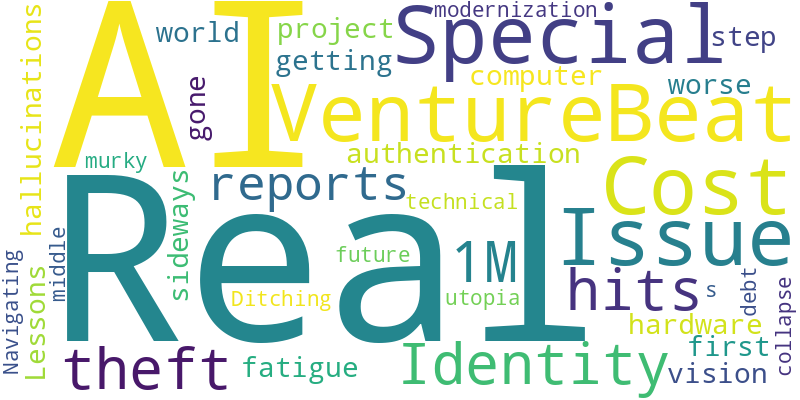 AI
Special
modernization
step
world
project
getting
hallucinations
gone
VentureBeat
computer
worse
murky
authentication
Cost
reports
technical
sideways
Real
Issue
1M
future
middle
Navigating
Lessons
Ditching
utopia
hits
s
debt
collapse
hardware
theft
fatigue
Identity
first
vision